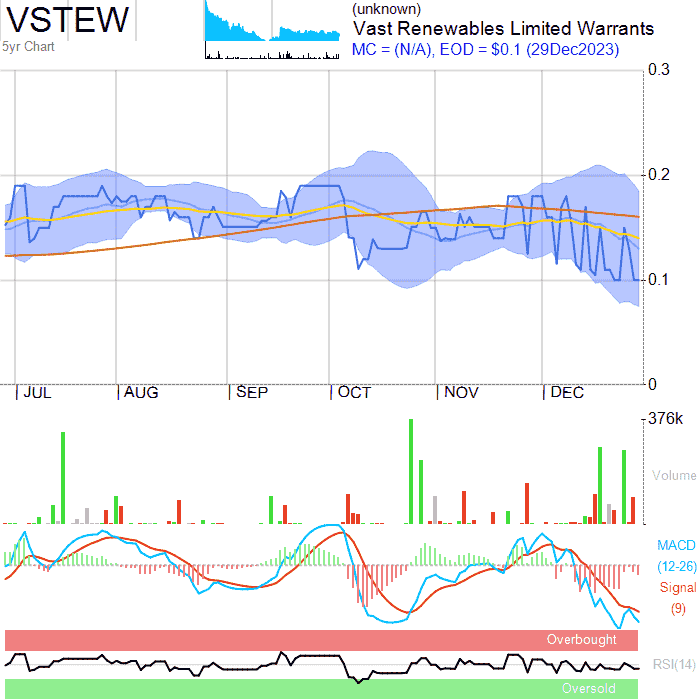 VSTEW
5yr Chart
(unknown)
Vast Renewables Limited Warrants
MC = (N/A), EOD = $0.1 (29Dec2023)
0.3
0.2
0.1
0
JUL AUG SEP OCT NOV DEC
376k
Volume
MACD
(12-26)
Signal
(9)
Overbought
RSI(14)
Oversold